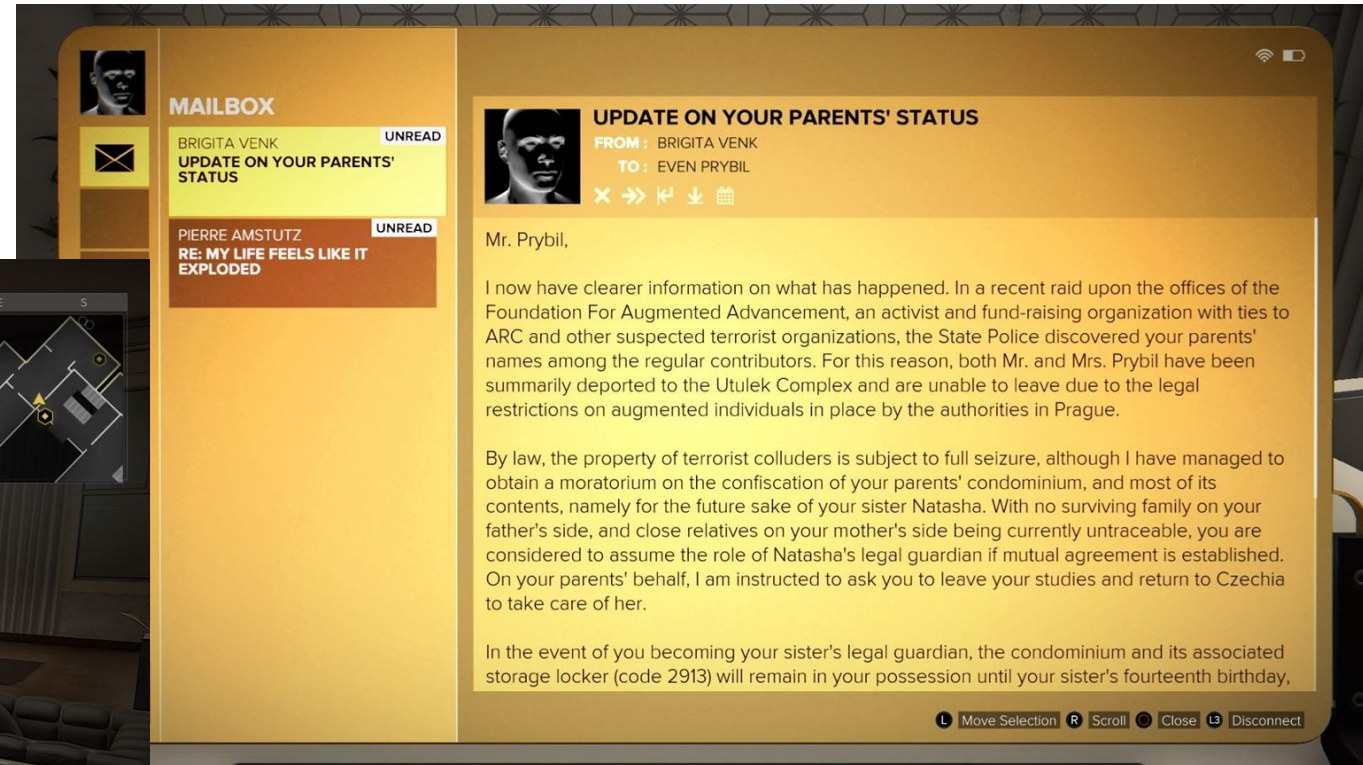 MAILBOX
BRIGITA VENK
UNREAD
UPDATE ON YOUR PARENTS'
STATUS
PIERRE AMSTUTZ
UNREAD
RE: MY LIFE FEELS LIKE IT
EXPLODED
UPDATE ON YOUR PARENTS' STATUS
FROM : BRIGITA VENK
TO : EVEN PRYBIL
Mr. Prybil,
I now have clearer information on what has happened. In a recent raid upon the offices of the
Foundation For Augmented Advancement, an activist and fund-raising organization with ties to
ARC and other suspected terrorist organizations, the State Police discovered your parents'
names among the regular contributors. For this reason, both Mr. and Mrs. Prybil have been
summarily deported to the Utulek Complex and are unable to leave due to the legal
restrictions on augmented individuals in place by the authorities in Prague.
By law, the property of terrorist colluders is subject to full seizure, although I have managed to
obtain a moratorium on the confiscation of your parents' condominium, and most of its
contents, namely for the future sake of your sister Natasha. With no surviving family on your
father's side, and close relatives on your mother's side being currently untraceable, you are
considered to assume the role of Natasha's legal guardian if mutual agreement is established.
On your parents' behalf, I am instructed to ask you to leave your studies and return to Czechia
to take care of her.
In the event of you becoming your sister's legal guardian, the condominium and its associated
storage locker (code 2913) will remain in your possession until your sister's fourteenth birthday,
L Move Selection R Scroll Close L3 Disconnect
E S